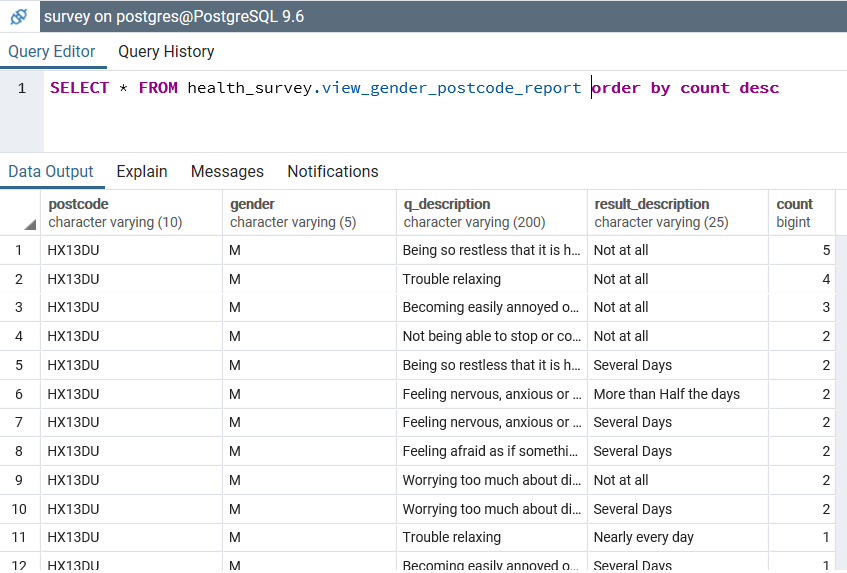 survey on postgres@PostgreSQL 9.6
Query Editor Query History
1 SELECT * FROM health_survey.view_gender_postcode_report order by count desc
Data Output Explain Messages Notifications
postcode gender q_description result_description count
character varying (10) character varying (5) character varying (200) character varying (25) bigint
1 HX13DU M Being so restless that it is h... Not at all 5
2 HX13DU M Trouble relaxing Not at all 4
3 HX13DU M Becoming easily annoyed o... Not at all 3
4 HX13DU M Not being able to stop or co... Not at all 2
5 HX13DU M Being so restless that it is h... Several Days 2
6 HX13DU M Feeling nervous, anxious or ... More than Half the days 2
7 HX13DU M Feeling nervous, anxious or ... Several Days 2
8 HX13DU M Feeling afraid as if somethi... Several Days 2
9 HX13DU M Worrying too much about di... Not at all 2
10 HX13DU M Worrying too much about di... Several Days 2
11 HX13DU M Trouble relaxing Nearly every day 1
12 HX13DU M Becoming easily annoyed o... Several Days 1